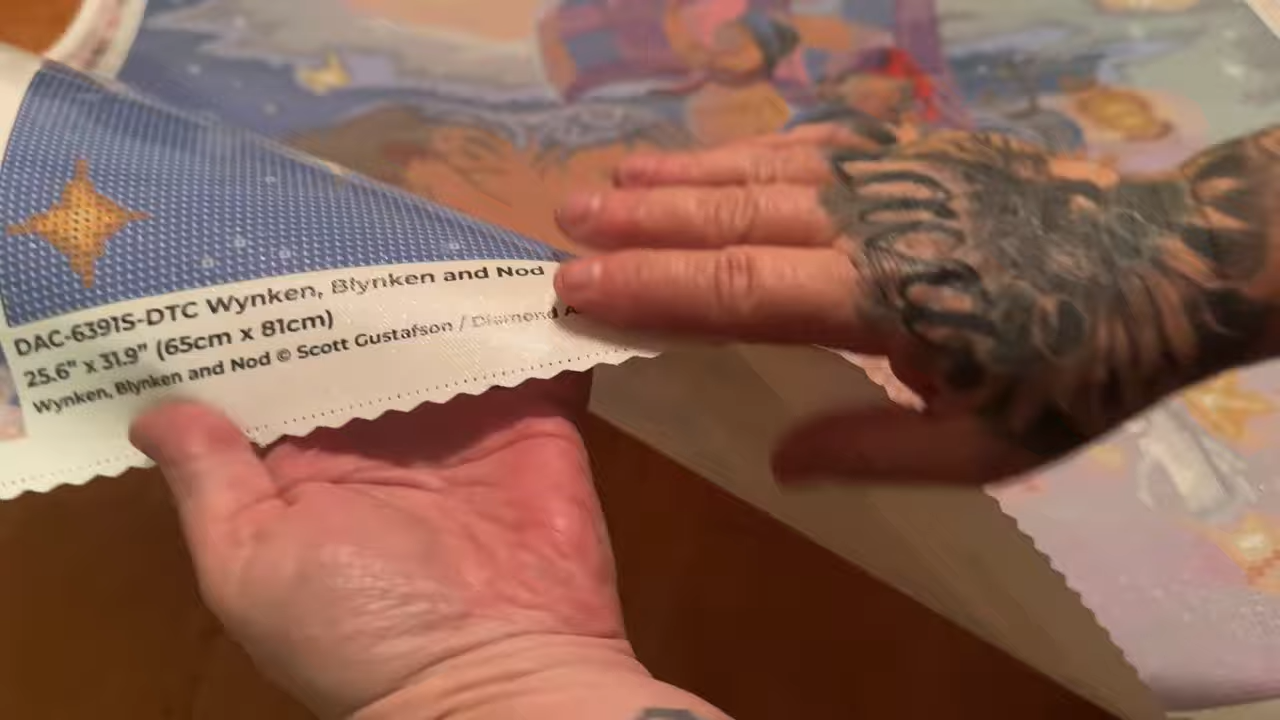 DAC-6391S-DTC Wynken, Blynken and Nod
25.6" x 31.9" (65cm x 81cm)
Wynken, Blynken and Nod © Scott Gustafson / Diamond